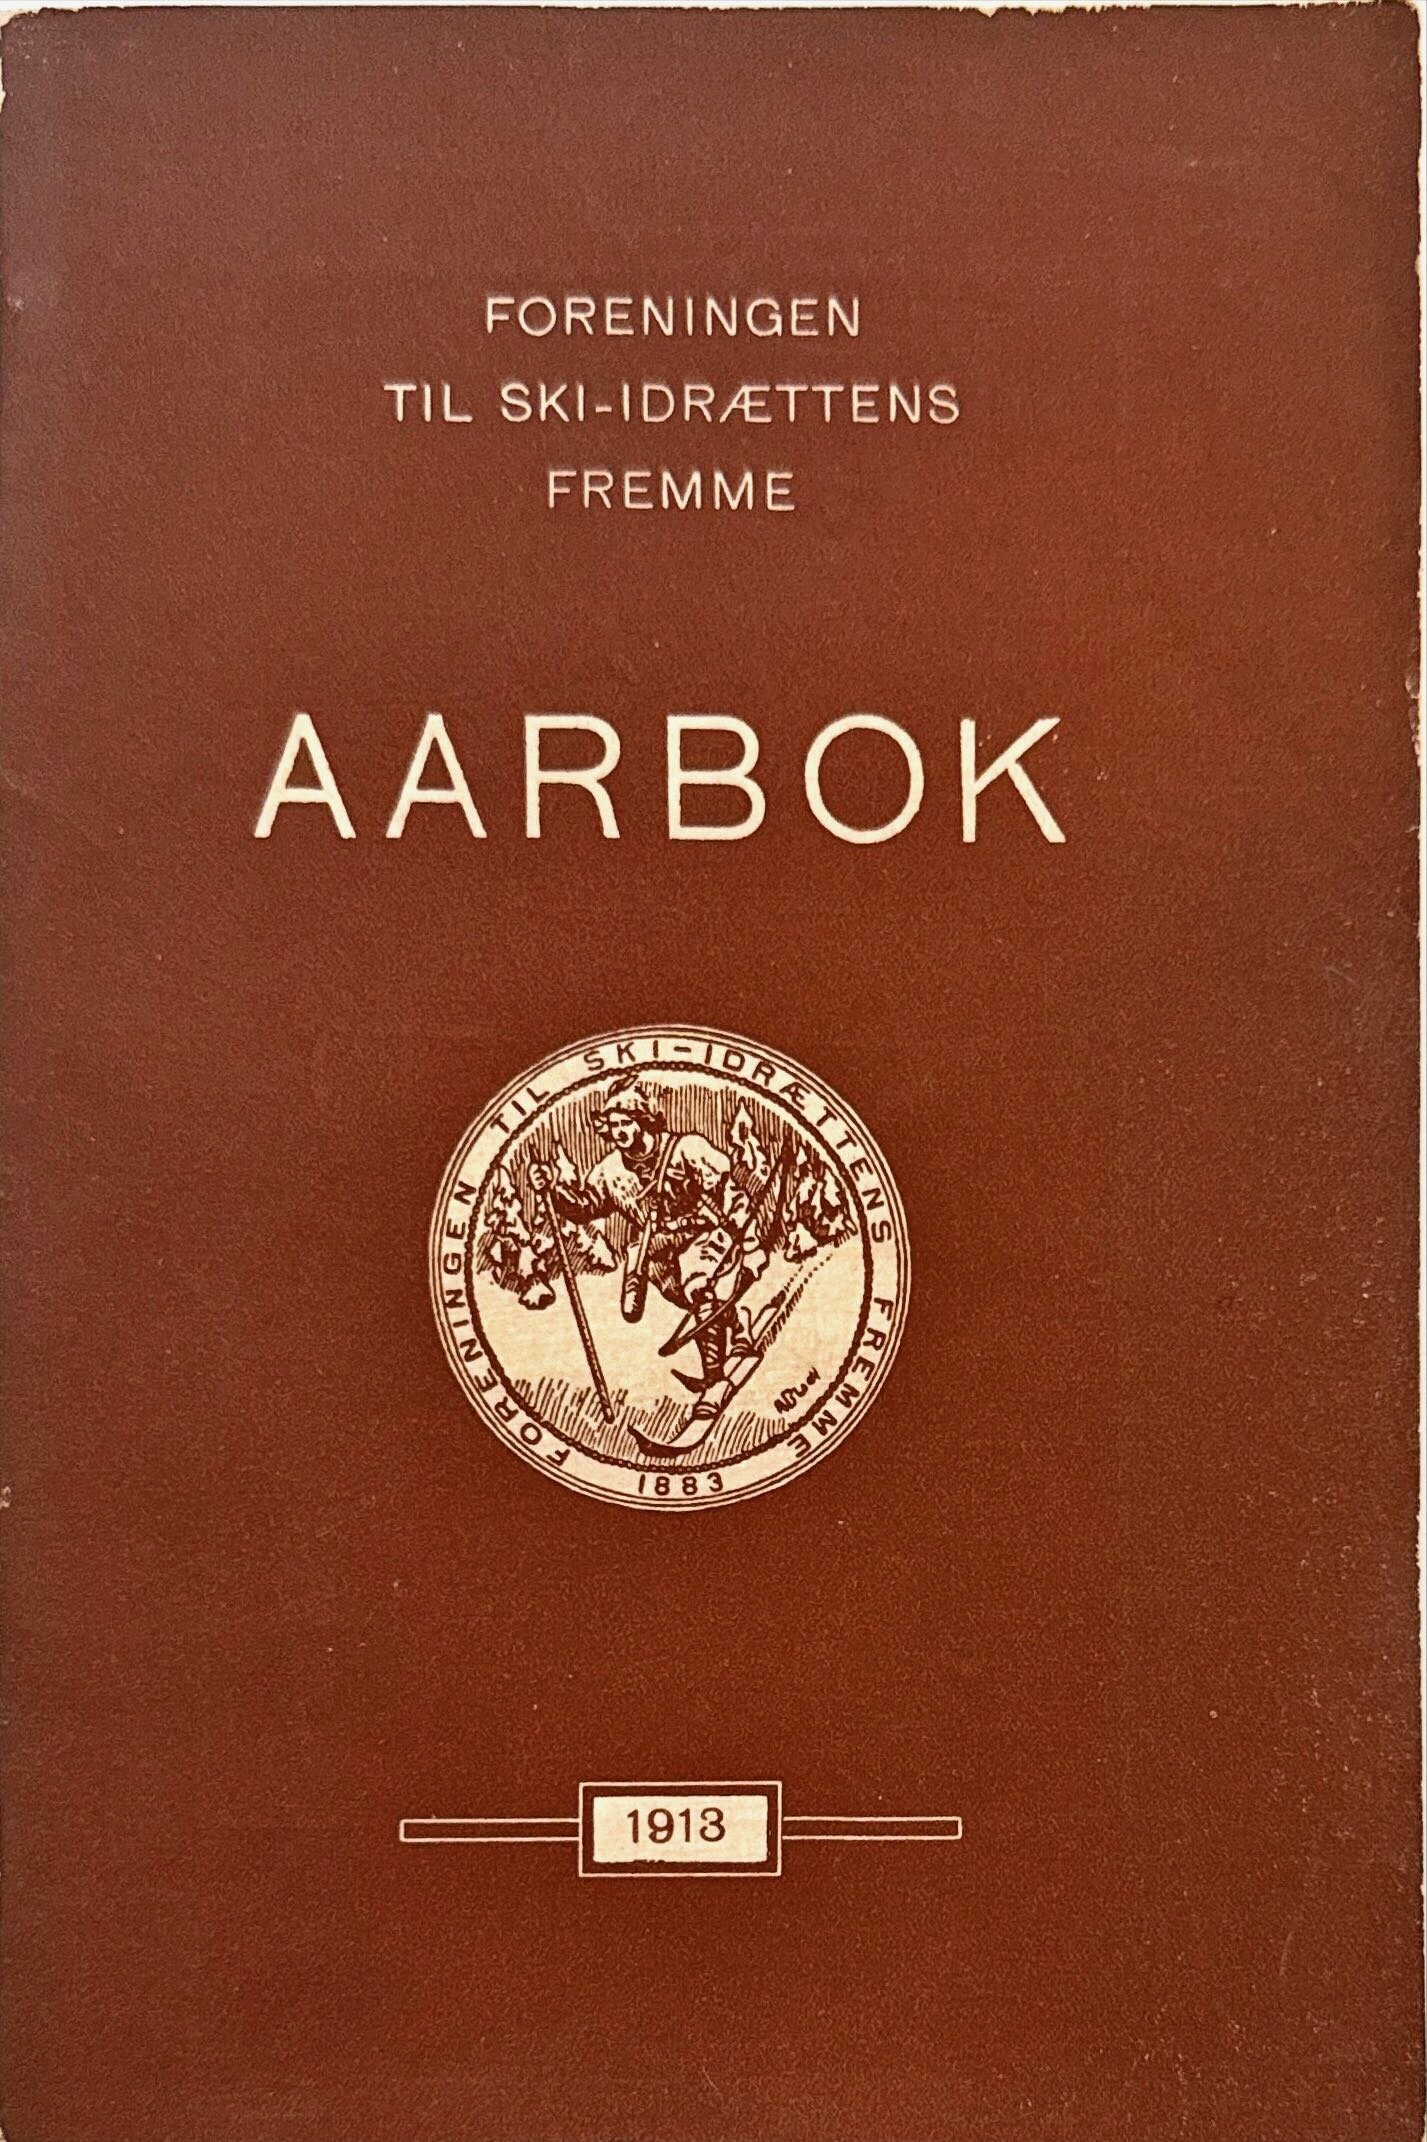 FORENINGEN
TIL SKI-IDRÆTTENS
FREMME
AARBOK
FORENINGEN TIL SKI-IDRÆTTENS FREMME
1883
1913